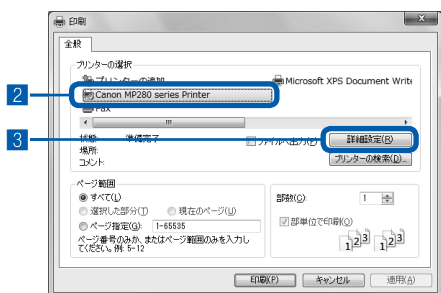 印刷
全般
プリンターの選択
プリンターの追加
Microsoft XPS Document Write
2
Canon MP280 series Printer
Fax
3
状態: 準備完了
ファイルへ出力(F)
詳細設定(R)
場所:
コメント:
プリンターの検索(D)...
ページ範囲
すべて(L)
選択した部分(T)
現在のページ(U)
ページ指定(G): 1-65535
ページ番号のみか、またはページ範囲のみを入力し
てください。例: 5-12
部数(C): 1
部単位で印刷(O)
1 2 3 1 2 3
印刷(P)
キャンセル
適用(A)